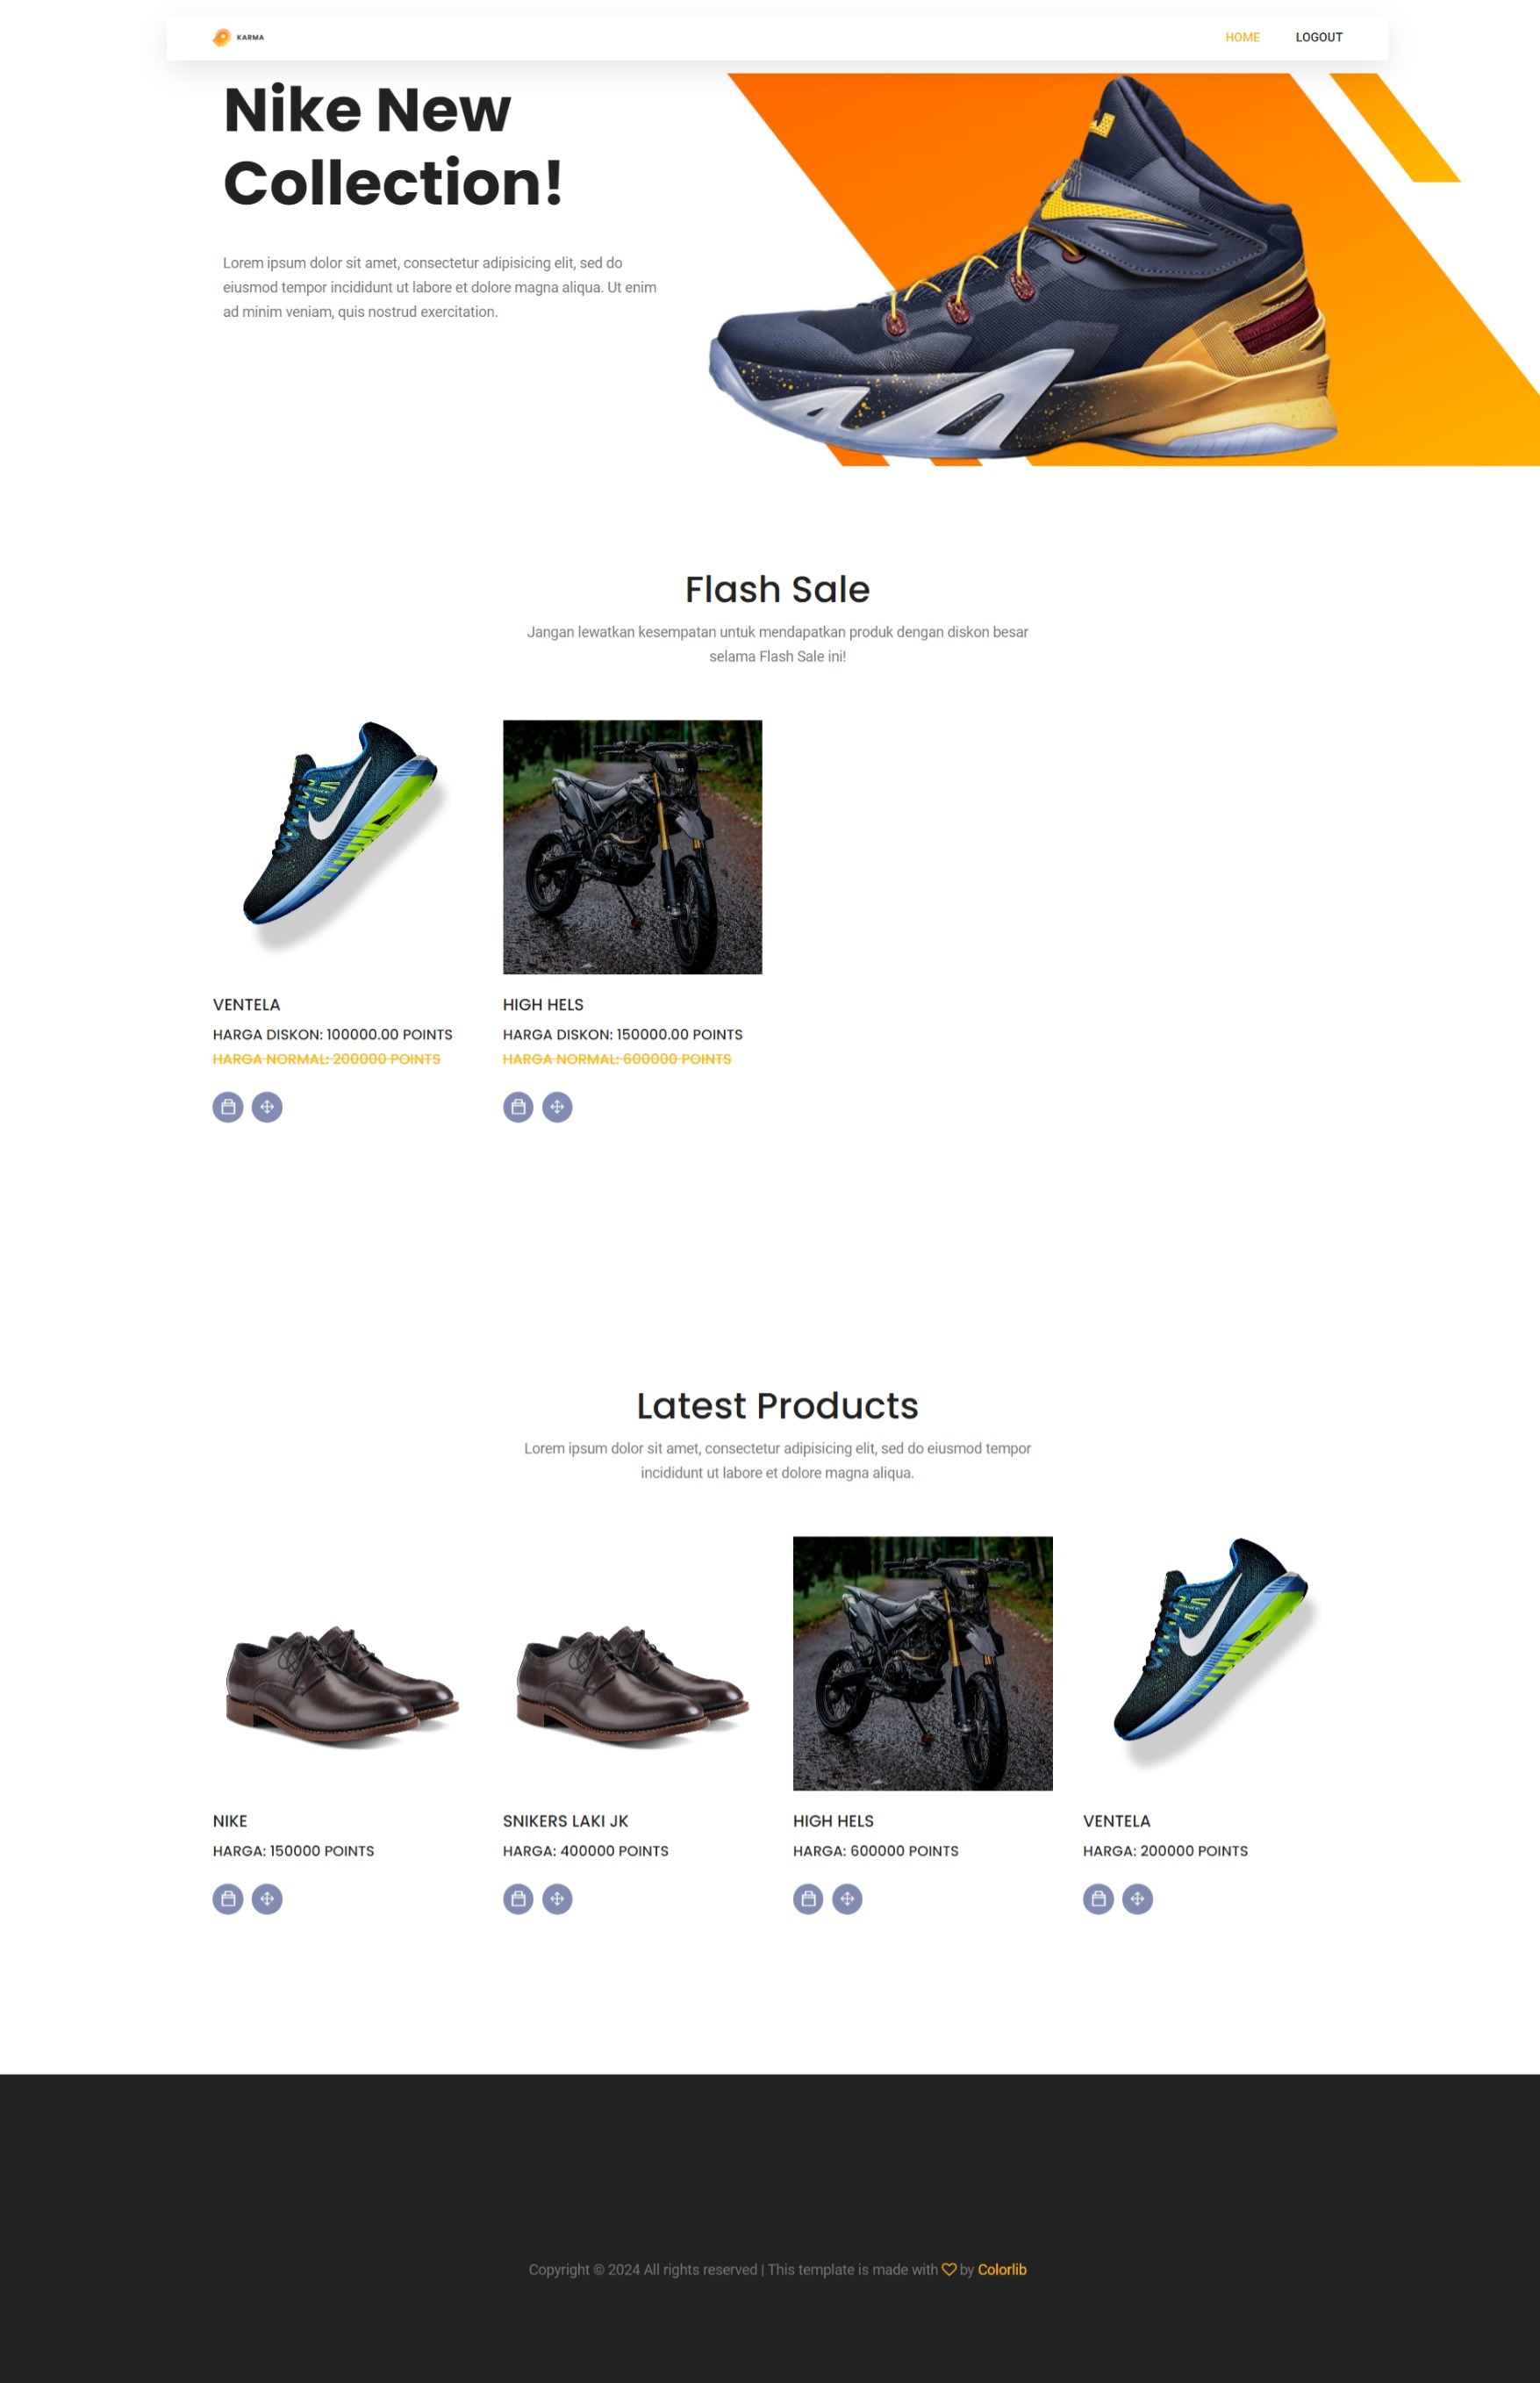 KARMA
HOME
LOGOUT
Nike New
Collection!
Lorem ipsum dolor sit amet, consectetur adipisicing elit, sed do
eiusmod tempor incididunt ut labore et dolore magna aliqua. Ut enim
ad minim veniam, quis nostrud exercitation.
Flash Sale
Jangan lewatkan kesempatan untuk mendapatkan produk dengan diskon besar
selama Flash Sale ini!
VENTELA
HARGA DISKON: 100000.00 POINTS
HARGA NORMAL: 200000 POINTS
HIGH HELS
HARGA DISKON: 150000.00 POINTS
HARGA NORMAL: 600000 POINTS
Latest Products
Lorem ipsum dolor sit amet, consectetur adipisicing elit, sed do eiusmod tempor
incididunt ut labore et dolore magna aliqua.
NIKE
HARGA: 150000 POINTS
SNIKERS LAKI JK
HARGA: 400000 POINTS
HIGH HELS
HARGA: 600000 POINTS
VENTELA
HARGA: 200000 POINTS
Copyright © 2024 All rights reserved | This template is made with ♡ by Colorlib